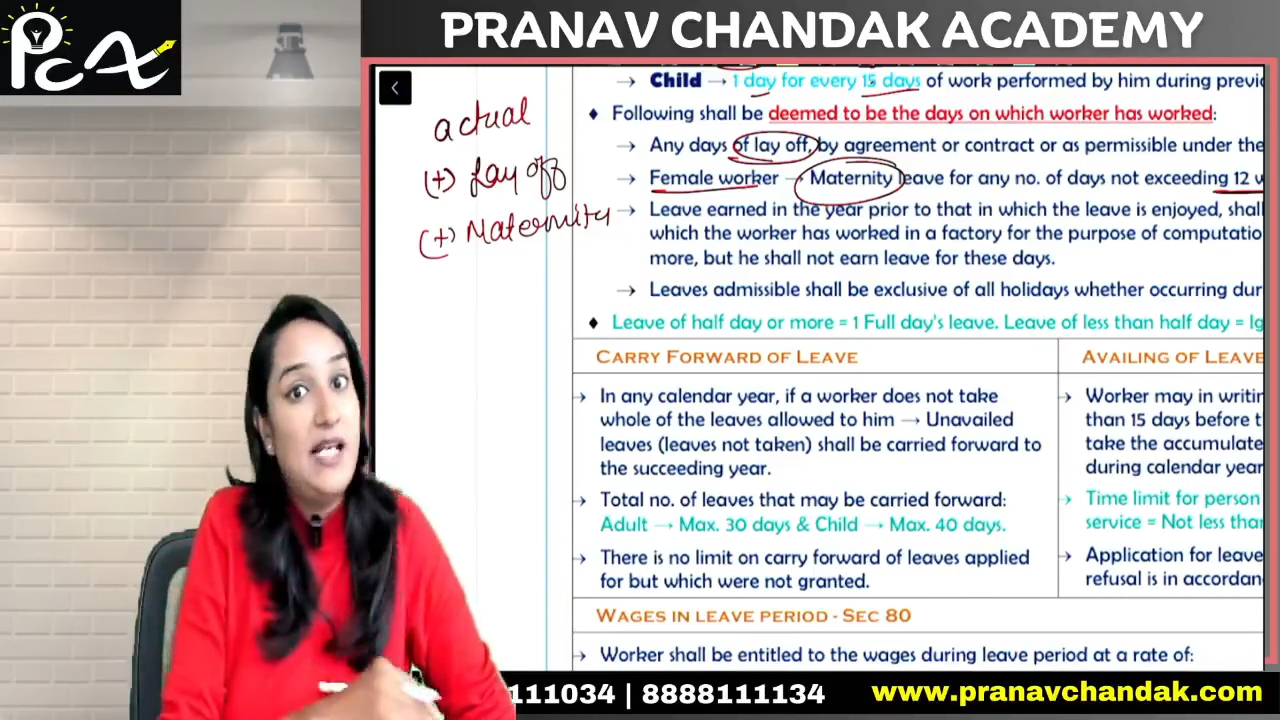 PCA
PRANAV CHANDAK ACADEMY
→ Child → 1 day for every 15 days of work performed by him during previo
♦ Following shall be deemed to be the days on which worker has worked:
→ Any days of lay off, by agreement or contract or as permissible under the
→ Female worker → Maternity leave for any no. of days not exceeding 12 w
→ Leave earned in the year prior to that in which the leave is enjoyed, shal
which the worker has worked in a factory for the purpose of computatio
more, but he shall not earn leave for these days.
→ Leaves admissible shall be exclusive of all holidays whether occurring dur
♦ Leave of half day or more = 1 Full day's leave. Leave of less than half day = Ig
actual
(+) Lay off
(+) Maternity
CARRY FORWARD OF LEAVE
→ In any calendar year, if a worker does not take
whole of the leaves allowed to him → Unavailed
leaves (leaves not taken) shall be carried forward to
the succeeding year.
→ Total no. of leaves that may be carried forward:
Adult → Max. 30 days & Child → Max. 40 days.
→ There is no limit on carry forward of leaves applied
for but which were not granted.
AVAILING OF LEAVE
→ Worker may in writin
than 15 days before t
take the accumulate
during calendar year
→ Time limit for person
service = Not less than
→ Application for leave
refusal is in accordan
WAGES IN LEAVE PERIOD - SEC 80
→ Worker shall be entitled to the wages during leave period at a rate of:
111034 | 8888111134
www.pranavchandak.com